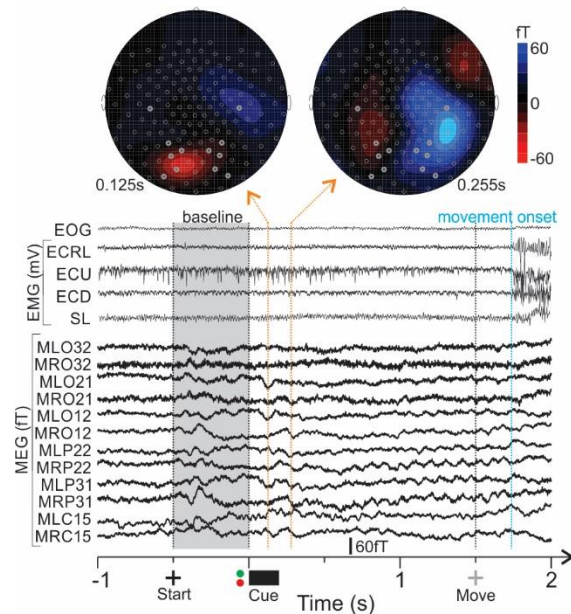 fT
60
0
-60
0.125s
0.255s
baseline
movement onset
EOG
ECRL
ECU
ECD
SL
EMG (mV)
MLO32
MRO32
MLO21
MRO21
MLO12
MRO12
MLP22
MRP22
MLP31
MRP31
MLC15
MRC15
MEG (fT)
60fT
-1
0
1
2
Start
Cue
Time (s)
Move